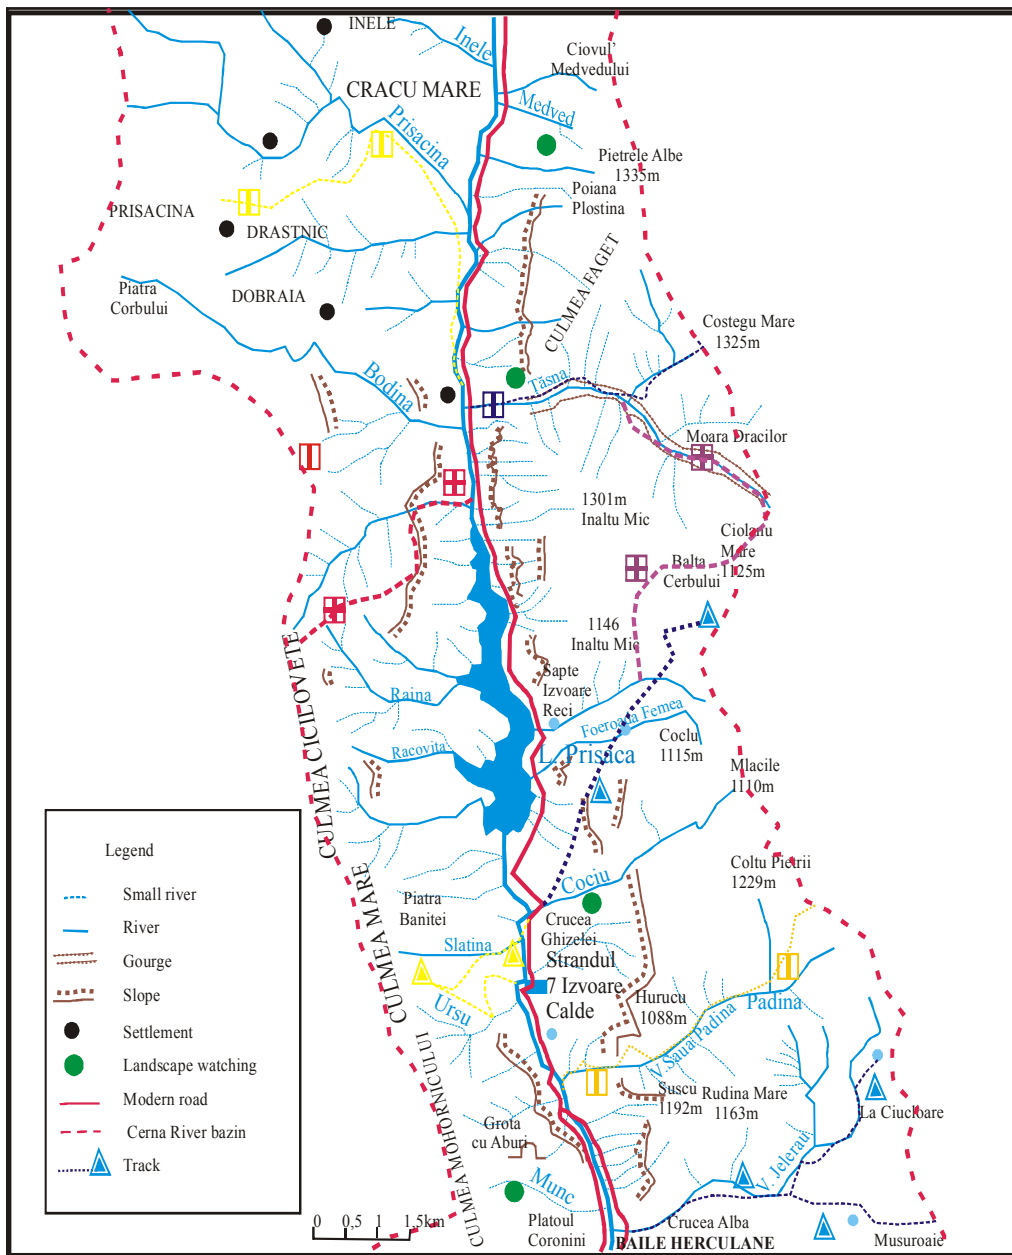 INELE
Inele
Ciovul'
Medvedului
CRACU MARE
Medved
Prisacina
Pietrele Albe
1335m
Poiana
Plostina
PRISACINA
DRASTNIC
CULMEA FAGET
Piatra
Corbului
DOBRAIA
Costegu Mare
1325m
Bodina
Tâsna
Moara Dracilor
1301m
Inaltu Mic
Ciolanu
Mare
1125m
Balta
Cerbului
1146
Inaltu Mic
CULMEA CICILOVETE
Sapte
Izvoare
Reci
Raina
Foeroaga Femea
Racovita
L. Prisaca
Coclu
1115m
Mlacile
1110m
Legend
Small river
River
Gourge
Slope
Settlement
Landscape watching
Modern road
Cerna River bazin
Track
Coltu Pietrii
1229m
CULMEA MARE
Piatra
Banitei
Cociu
Crucea
Ghizelei
Slatina
Strandul
7 Izvoare
Calde
Ursu
Hurucu
1088m
Padina
V.Saua Padina
CULMEA MOHORNICULUI
Suscu
1192m
Rudina Mare
1163m
La Ciucloare
Grota
cu Aburi
V. Jelerau
Munc
Platoul
Coronini
Crucea Alba
Musuroaie
BAILE HERCULANE
0 0,5 1 1,5km